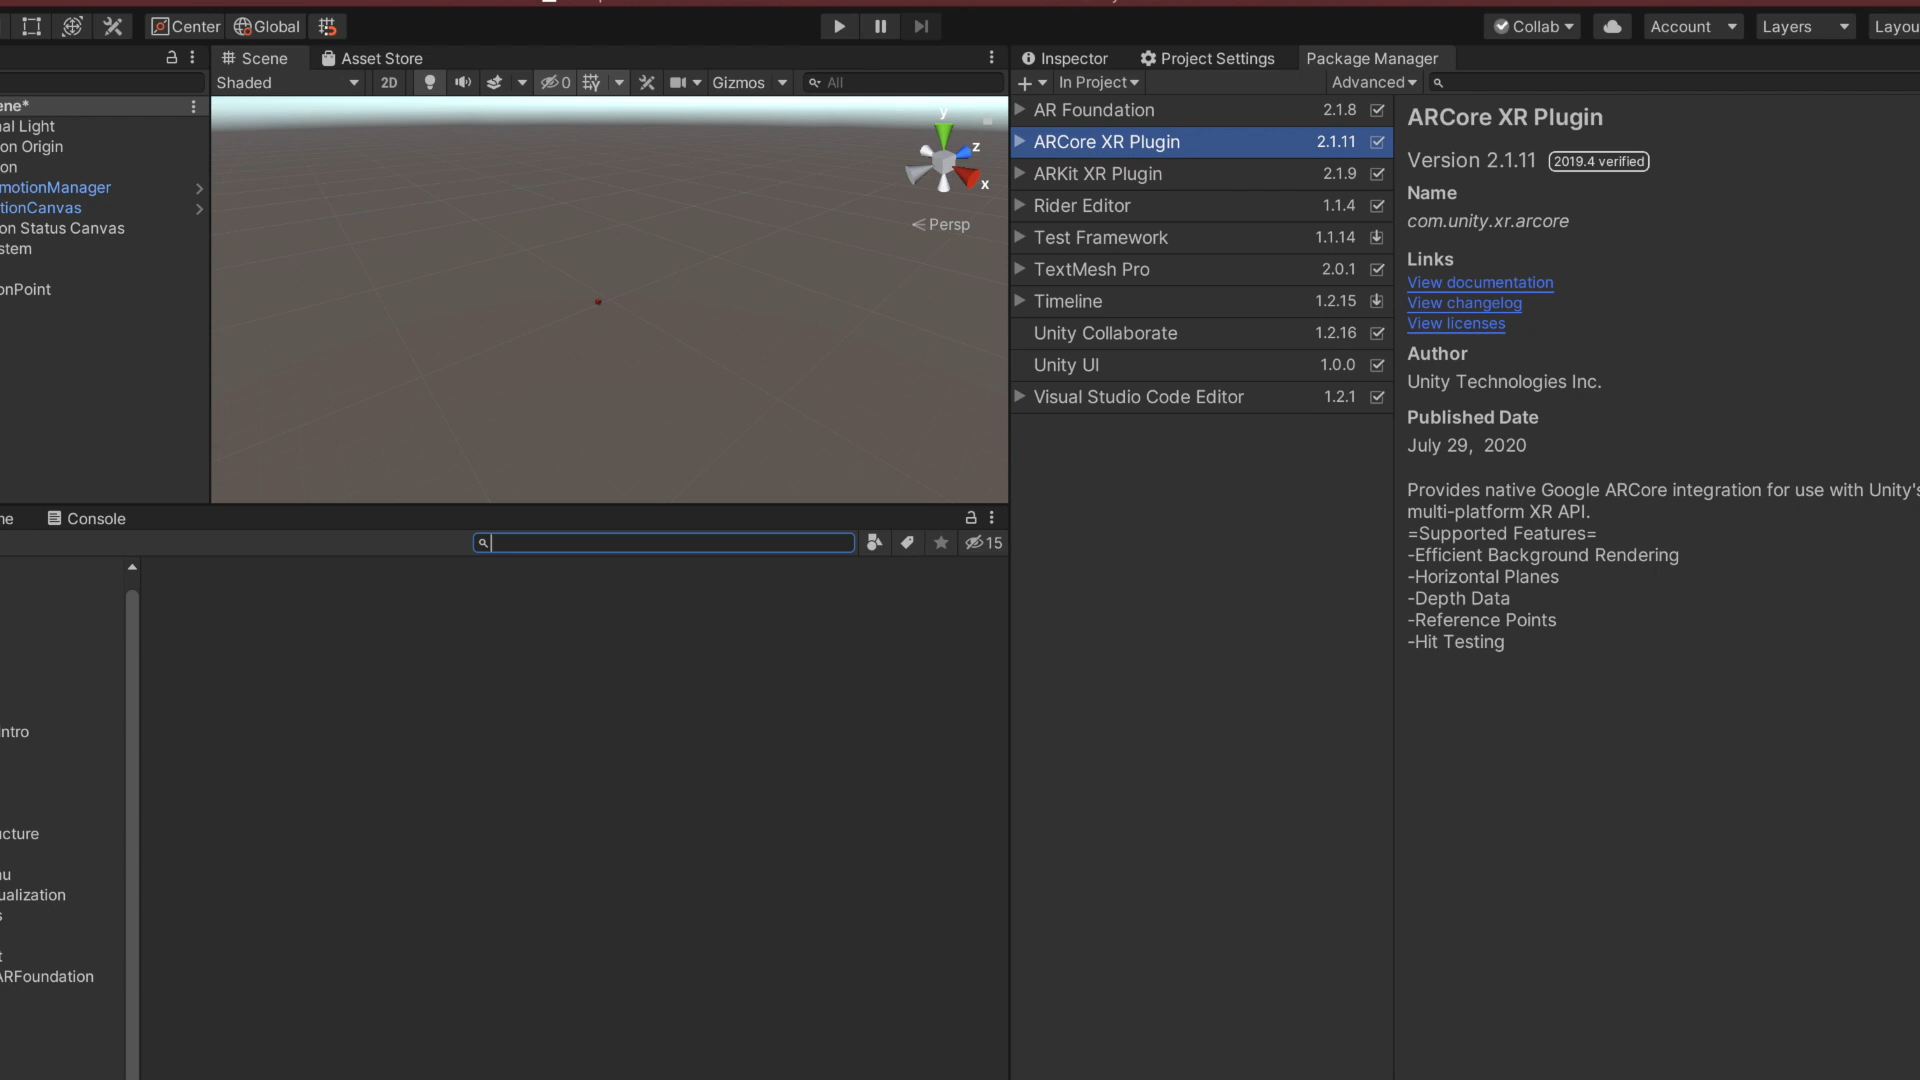 Center
Global
Collab
Account
Layers
Layou
Scene
Asset Store
Inspector
Project Settings
Package Manager
Shaded
2D
0
Gizmos
All
In Project
Advanced
ene*
al Light
on Origin
on
motionManager
tionCanvas
on Status Canvas
stem
onPoint
y
z
x
Persp
AR Foundation 2.1.8
ARCore XR Plugin 2.1.11
ARKit XR Plugin 2.1.9
Rider Editor 1.1.4
Test Framework 1.1.14
TextMesh Pro 2.0.1
Timeline 1.2.15
Unity Collaborate 1.2.16
Unity UI 1.0.0
Visual Studio Code Editor 1.2.1
ARCore XR Plugin
Version 2.1.11 2019.4 verified
Name
com.unity.xr.arcore
Links
View documentation
View changelog
View licenses
Author
Unity Technologies Inc.
Published Date
July 29, 2020
Provides native Google ARCore integration for use with Unity's
multi-platform XR API.
=Supported Features=
-Efficient Background Rendering
-Horizontal Planes
-Depth Data
-Reference Points
-Hit Testing
ne
Console
15
ntro
cture
nu
ualization
s
t
ARFoundation